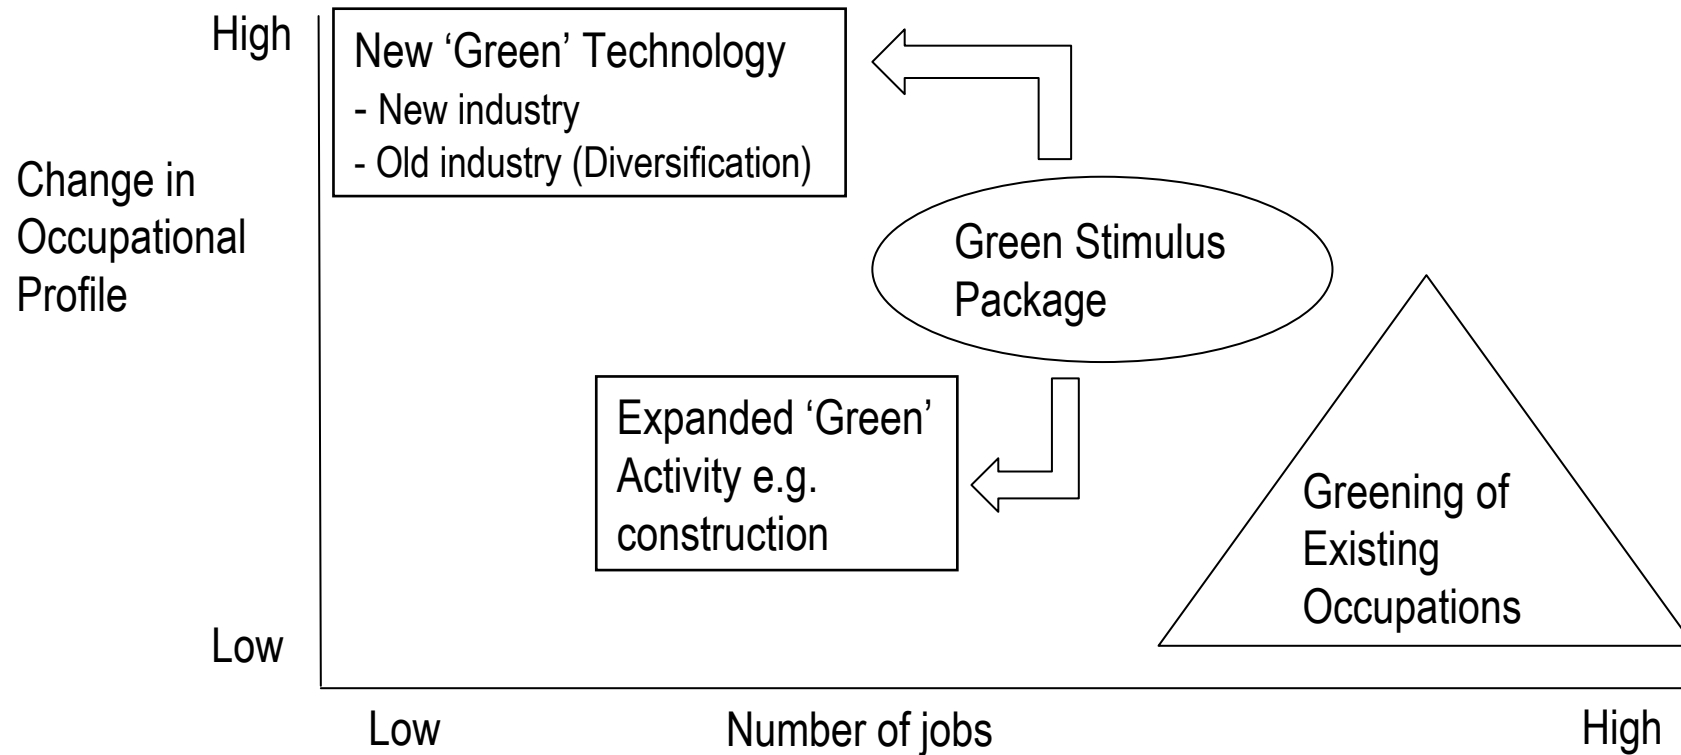 High
New ‘Green’ Technology
- New industry
- Old industry (Diversification)
Change in
Occupational
Profile
Green Stimulus
Package
Expanded ‘Green’
Activity e.g.
construction
Greening of
Existing
Occupations
Low
Low
Number of jobs
High